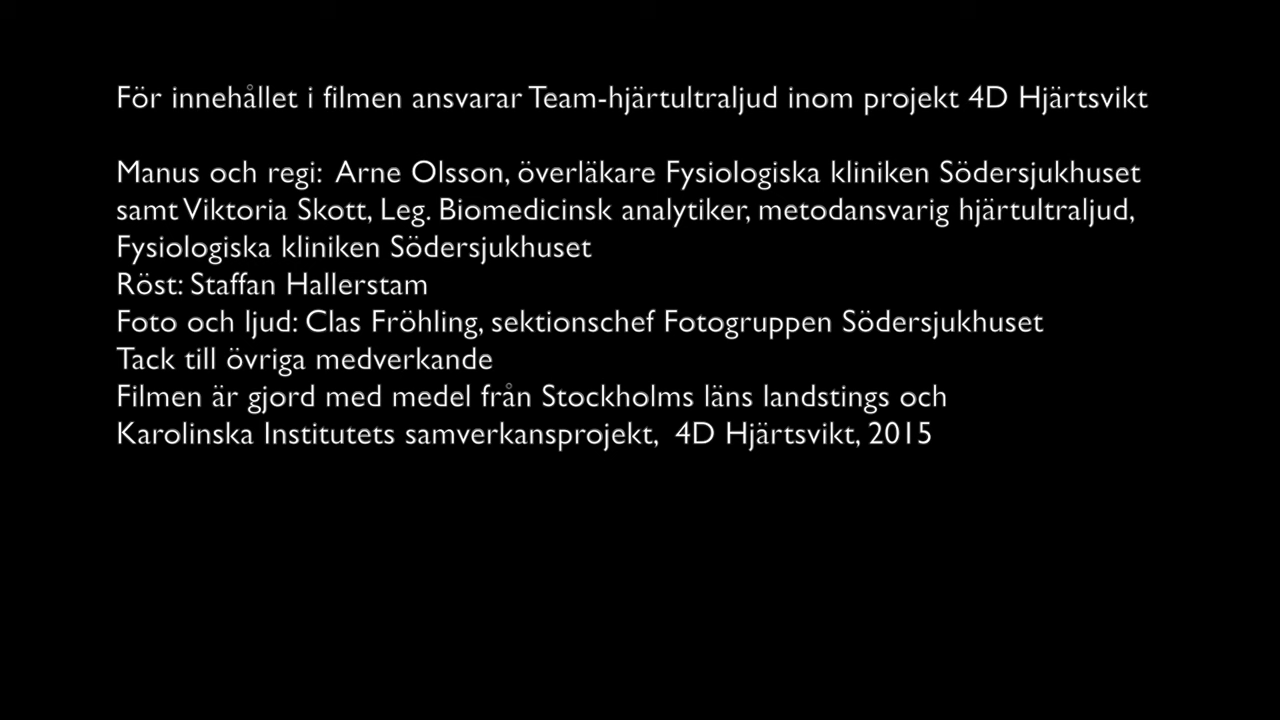 För innehållet i filmen ansvarar Team-hjärtultraljud inom projekt 4D Hjärtsvikt
Manus och regi: Arne Olsson, överläkare Fysiologiska kliniken Södersjukhuset
samt Viktoria Skott, Leg. Biomedicinsk analytiker, metodansvarig hjärtultraljud,
Fysiologiska kliniken Södersjukhuset
Röst: Staffan Hallerstam
Foto och ljud: Clas Fröhling, sektionschef Fotogruppen Södersjukhuset
Tack till övriga medverkande
Filmen är gjord med medel från Stockholms läns landstings och
Karolinska Institutets samverkansprojekt, 4D Hjärtsvikt, 2015